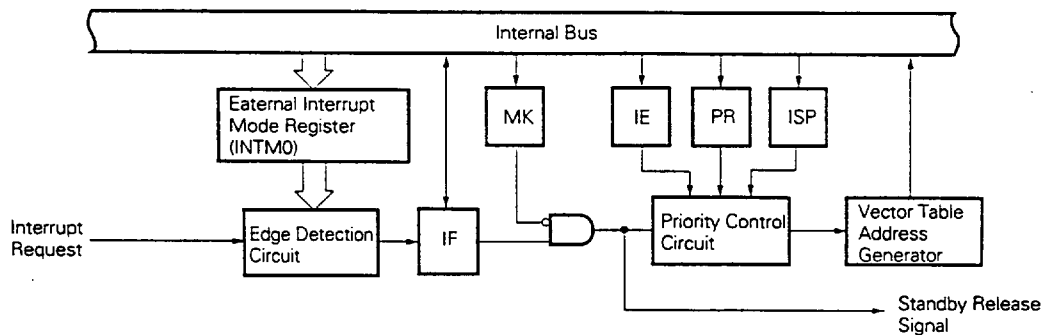 Internal Bus
Eaternal Interrupt
Mode Register
(INTM0)
MK
IE
PR
ISP
Interrupt
Request
Edge Detection
Circuit
IF
Priority Control
Circuit
Vector Table
Address
Generator
Standby Release
Signal